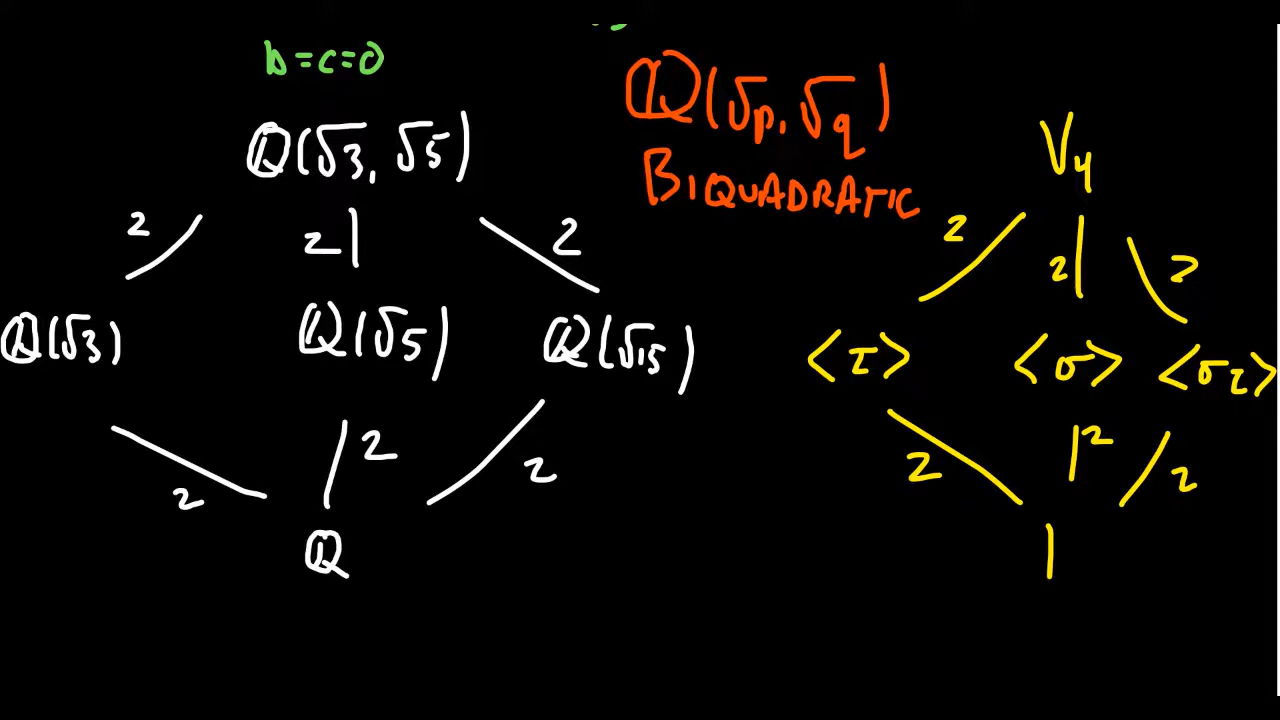 b=c=0
Q(√3, √5)
2 2 2
Q(√3) Q(√5) Q(√15)
2 2 2
Q
Q(√p, √q)
BIQUADRATIC
V4
2 2 2
<τ> <σ> <στ>
2 2 2
1